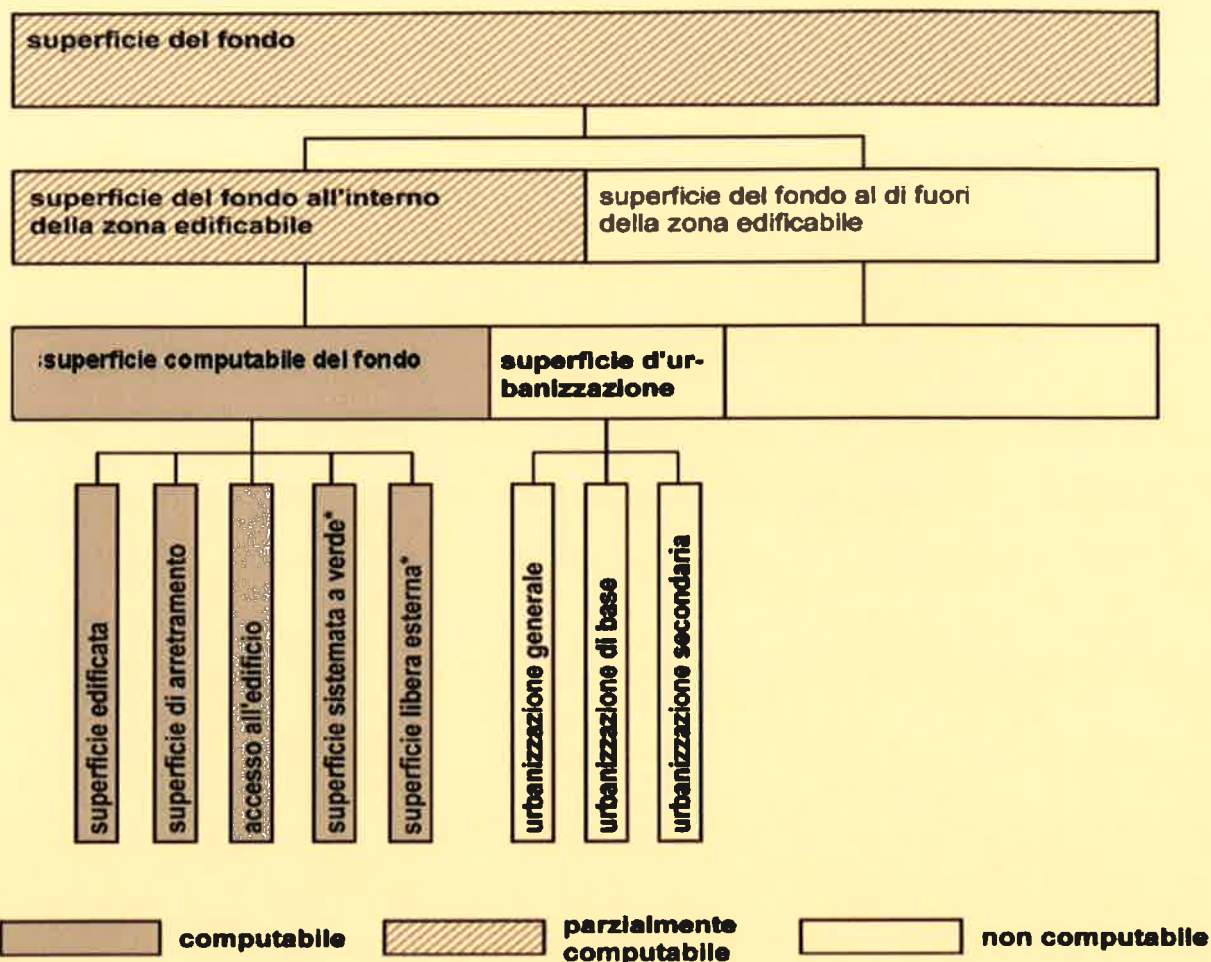 superficie del fondo
superficie del fondo all'interno
della zona edificabile
superficie del fondo al di fuori
della zona edificabile
superficie computabile del fondo
superficie d'ur-
banizzazione
superficie edificata
superficie di arretramento
accesso all'edificio
superficie sistemata a verde*
superficie libera esterna*
urbanizzazione generale
urbanizzazione di base
urbanizzazione secondaria
computabile
parzialmente
computabile
non computabile